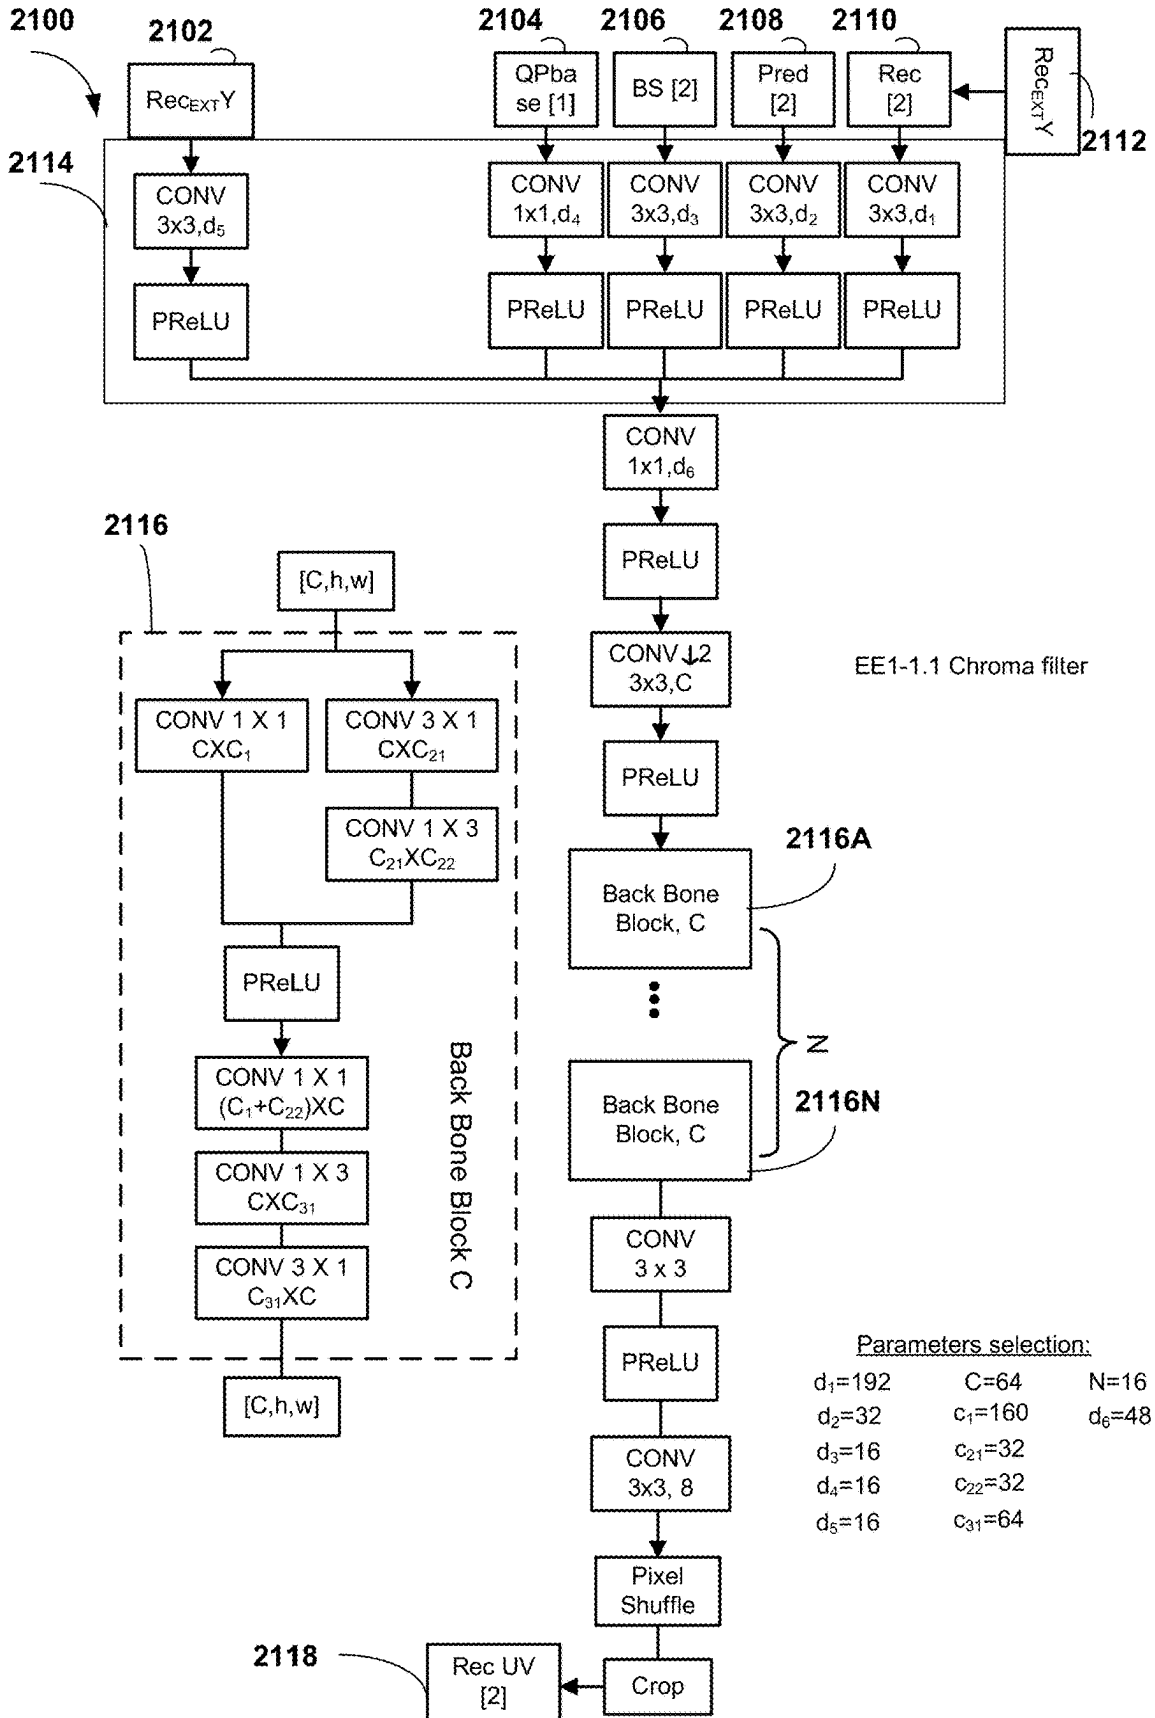 2100
2102
2104
2106
2108
2110
Rec_EXT Y
QPba
se [1]
BS [2]
Pred
[2]
Rec
[2]
Rec_EXT Y
2112
2114
CONV
3x3,d₅
CONV
1x1,d₄
CONV
3x3,d₃
CONV
3x3,d₂
CONV
3x3,d₁
PReLU
PReLU
PReLU
PReLU
PReLU
CONV
1x1,d₆
2116
PReLU
[C,h,w]
CONV ↓2
3x3,C
EE1-1.1 Chroma filter
CONV 1 X 1
CXC₁
CONV 3 X 1
CXC₂₁
PReLU
CONV 1 X 3
C₂₁XC₂₂
2116A
Back Bone
Block, C
PReLU
N
CONV 1 X 1
(C₁+C₂₂)XC
Back Bone Block C
Back Bone
Block, C
2116N
CONV 1 X 3
CXC₃₁
CONV 3 X 1
C₃₁XC
CONV
3 x 3
PReLU
[C,h,w]
Parameters selection:
d₁=192 C=64 N=16
d₂=32 c₁=160 d₆=48
d₃=16 c₂₁=32
d₄=16 c₂₂=32
d₅=16 c₃₁=64
CONV
3x3, 8
Pixel
Shuffle
2118
Rec UV
[2]
Crop